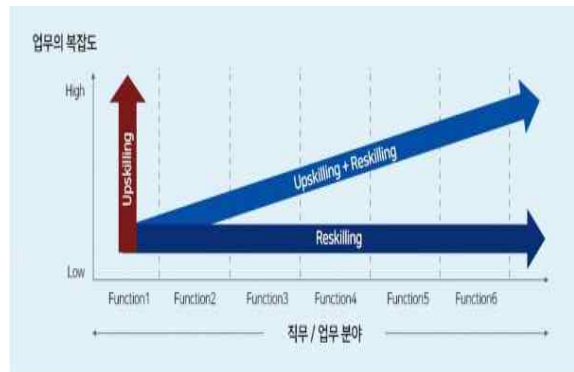 업무의 복잡도
High
Upskilling
Upskilling + Reskilling
Reskilling
Low
Function1 Function2 Function3 Function4 Function5 Function6
직무 / 업무 분야